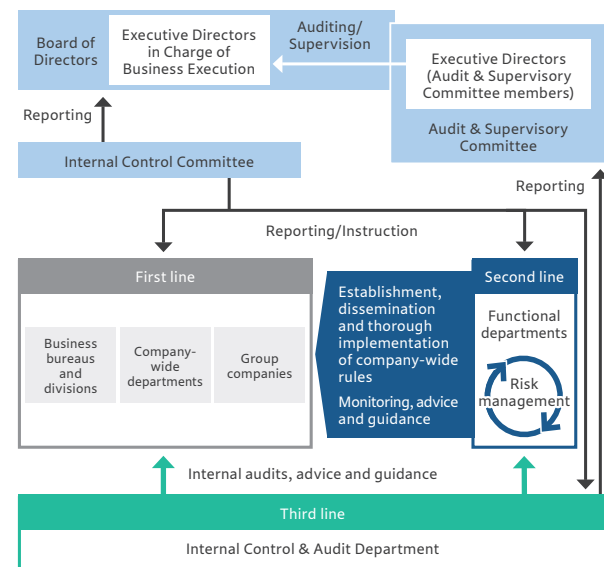 Board of
Directors
Executive Directors
in Charge of
Business Execution
Auditing/
Supervision
Executive Directors
(Audit & Supervisory
Committee members)
Audit & Supervisory
Committee
Reporting
Internal Control Committee
Reporting
Reporting/Instruction
First line
Business
bureaus
and
divisions
Company-
wide
departments
Group
companies
Establishment,
dissemination
and thorough
implementation
of company-wide
rules
Monitoring, advice
and guidance
Second line
Functional
departments
Risk
management
Internal audits, advice and guidance
Third line
Internal Control & Audit Department